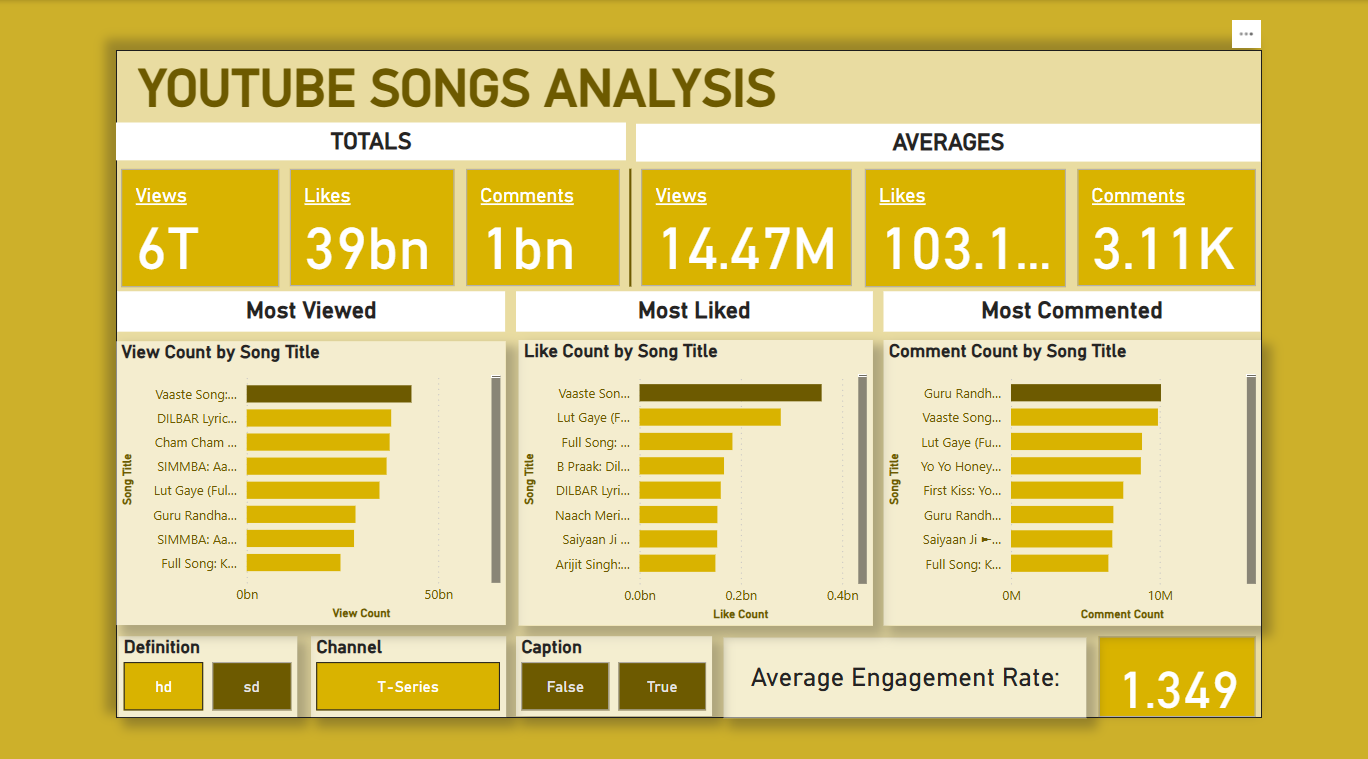 ...
YOUTUBE SONGS ANALYSIS
TOTALS
AVERAGES
Views
6T
Likes
39bn
Comments
1bn
Views
14.47M
Likes
103.1...
Comments
3.11K
Most Viewed
Most Liked
Most Commented
View Count by Song Title
Song Title
Vaaste Song:...
DILBAR Lyric...
Cham Cham ...
SIMMBA: Aa...
Lut Gaye (Ful...
Guru Randha...
SIMMBA: Aa...
Full Song: K...
0bn 50bn
View Count
Like Count by Song Title
Song Title
Vaaste Son...
Lut Gaye (F...
Full Song: ...
B Praak: Dil...
DILBAR Lyri...
Naach Meri...
Saiyaan Ji ...
Arijit Singh:...
0.0bn 0.2bn 0.4bn
Like Count
Comment Count by Song Title
Song Title
Guru Randh...
Vaaste Song...
Lut Gaye (Fu...
Yo Yo Honey...
First Kiss: Yo...
Guru Randh...
Saiyaan Ji ►...
Full Song: K...
0M 10M
Comment Count
Definition
hd sd
Channel
T-Series
Caption
False True
Average Engagement Rate:
1.349